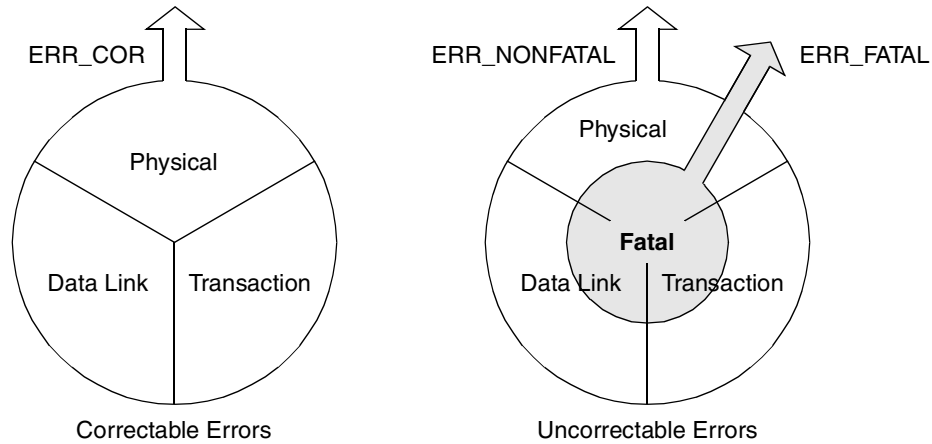 ERR_COR
Physical
Data Link
Transaction
Correctable Errors
ERR_NONFATAL
ERR_FATAL
Physical
Fatal
Data Link
Transaction
Uncorrectable Errors